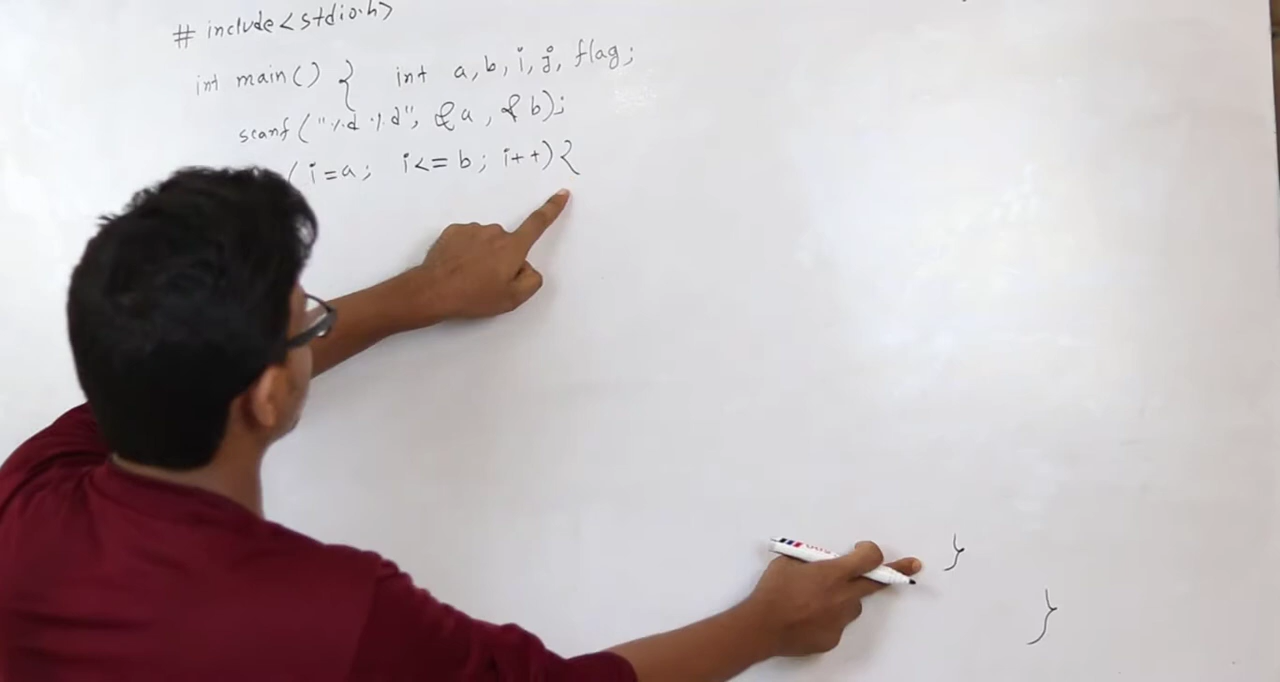 # include<stdio.h>
int main() { int a, b, i, j, flag;
scanf("%d %d", &a, &b);
(i=a; i<=b; i++){
}
}